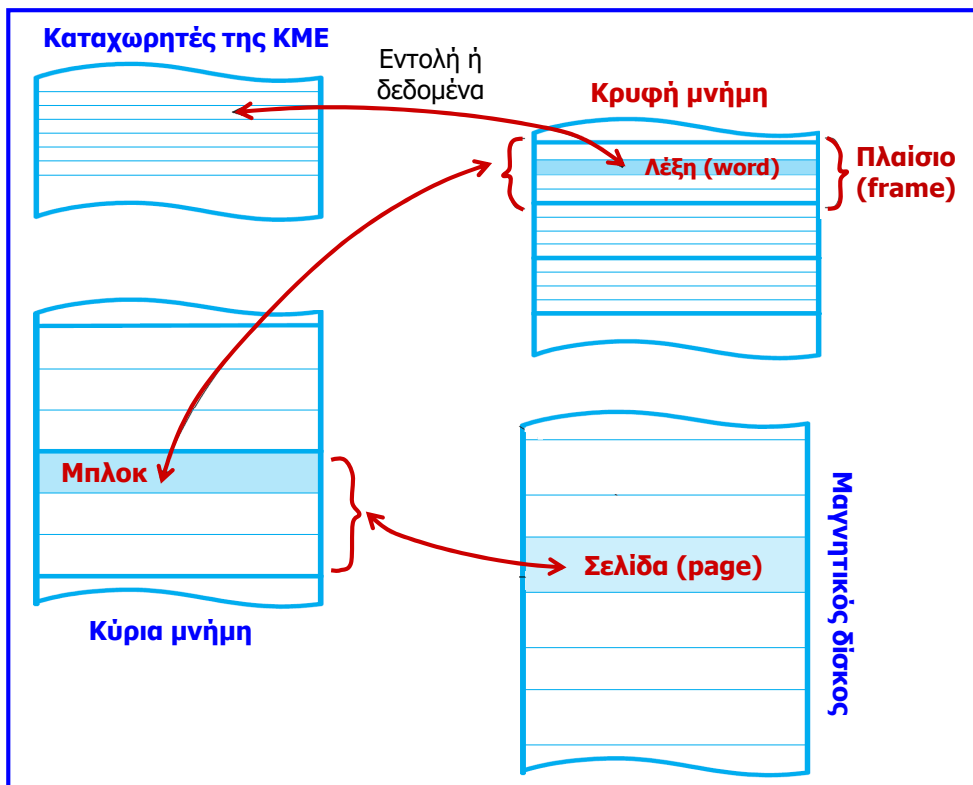 Καταχωρητές της ΚΜΕ
Εντολή ή
δεδομένα
Κρυφή μνήμη
Λέξη (word)
Πλαίσιο
(frame)
Μπλοκ
Κύρια μνήμη
Σελίδα (page)
Μαγνητικός δίσκος